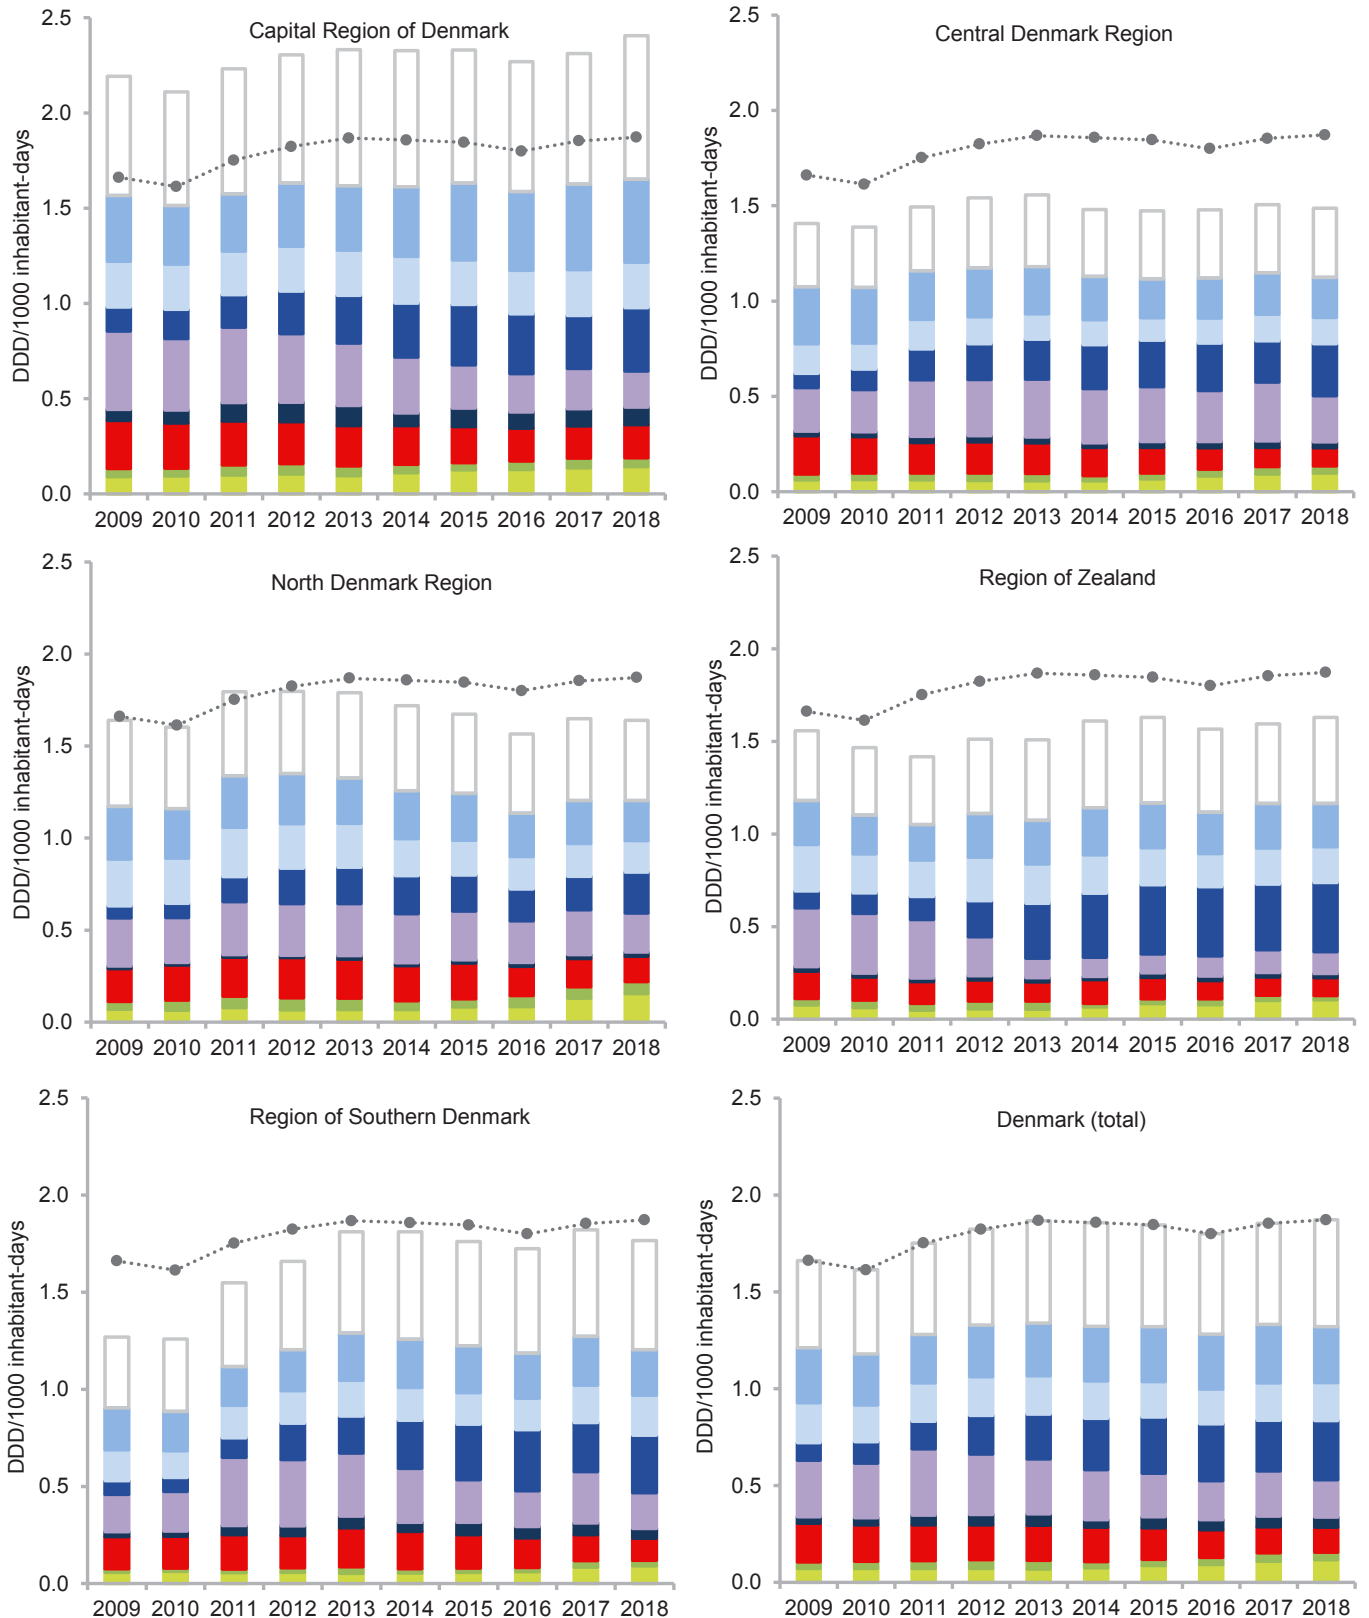 Capital Region of Denmark
DDD/1000 inhabitant-days
2.5
2.0
1.5
1.0
0.5
0.0
2009 2010 2011 2012 2013 2014 2015 2016 2017 2018
Central Denmark Region
DDD/1000 inhabitant-days
2.5
2.0
1.5
1.0
0.5
0.0
2009 2010 2011 2012 2013 2014 2015 2016 2017 2018
North Denmark Region
DDD/1000 inhabitant-days
2.5
2.0
1.5
1.0
0.5
0.0
2009 2010 2011 2012 2013 2014 2015 2016 2017 2018
Region of Zealand
DDD/1000 inhabitant-days
2.5
2.0
1.5
1.0
0.5
0.0
2009 2010 2011 2012 2013 2014 2015 2016 2017 2018
Region of Southern Denmark
DDD/1000 inhabitant-days
2.5
2.0
1.5
1.0
0.5
0.0
2009 2010 2011 2012 2013 2014 2015 2016 2017 2018
Denmark (total)
DDD/1000 inhabitant-days
2.5
2.0
1.5
1.0
0.5
0.0
2009 2010 2011 2012 2013 2014 2015 2016 2017 2018